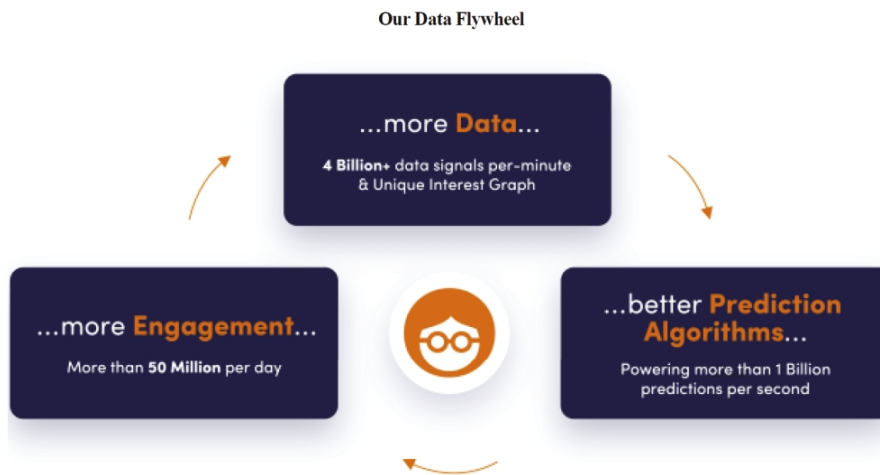 Our Data Flywheel
...more Data...
4 Billion+ data signals per-minute
& Unique Interest Graph
...more Engagement...
More than 50 Million per day
...better Prediction
Algorithms...
Powering more than 1 Billion
predictions per second